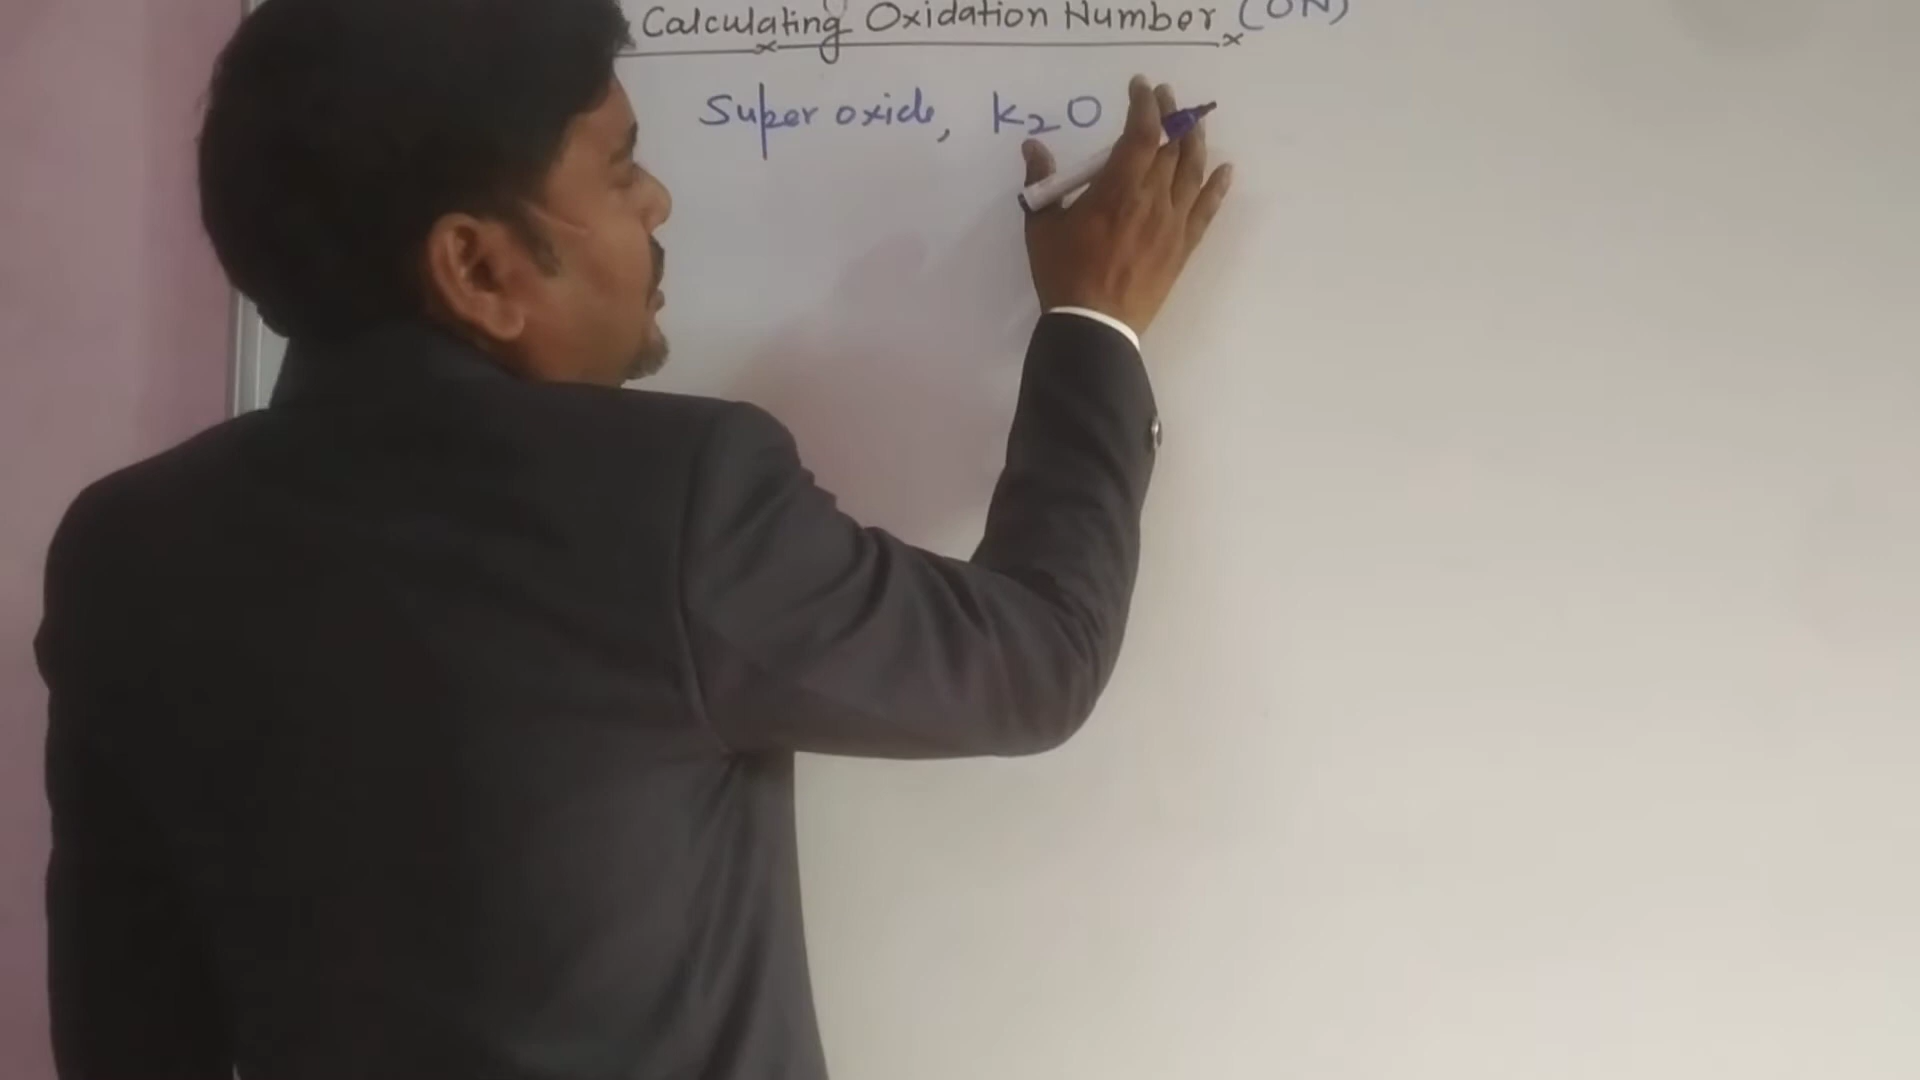 Calculating Oxidation Number (ON)
Super oxide, K₂O